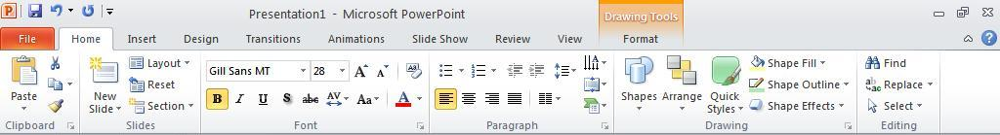 Presentation1 - Microsoft PowerPoint
Drawing Tools
File Home Insert Design Transitions Animations Slide Show Review View Format
Paste
Clipboard
New Slide
Layout
Reset
Section
Slides
Gill Sans MT 28 A A
B I U S abc AV Aa A
Font
Paragraph
Shapes
Arrange
Quick Styles
Shape Fill
Shape Outline
Shape Effects
Drawing
Find
Replace
Select
Editing